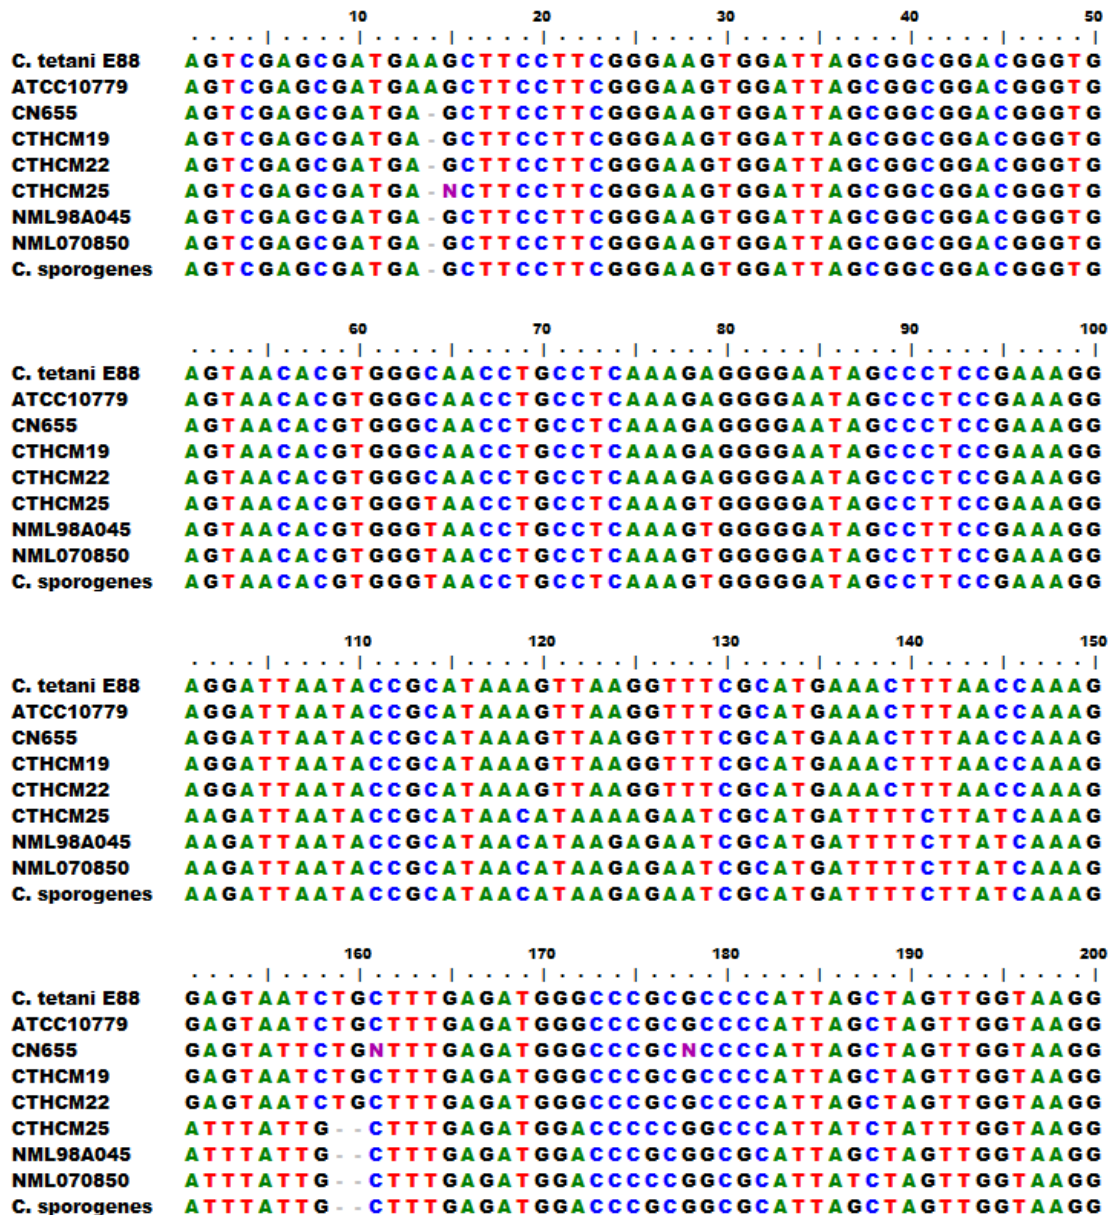 10 20 30 40 50
C. tetani E88 AGTCGAGCGATGAAGCTTCCTTCGGGAAGTGGATTAGCGGCGGACGGGTG
ATCC10779 AGTCGAGCGATGAAGCTTCCTTCGGGAAGTGGATTAGCGGCGGACGGGTG
CN655 AGTCGAGCGATGA-GCTTCCTTCGGGAAGTGGATTAGCGGCGGACGGGTG
CTHCM19 AGTCGAGCGATGA-GCTTCCTTCGGGAAGTGGATTAGCGGCGGACGGGTG
CTHCM22 AGTCGAGCGATGA-GCTTCCTTCGGGAAGTGGATTAGCGGCGGACGGGTG
CTHCM25 AGTCGAGCGATGA-NCTTCCTTCGGGAAGTGGATTAGCGGCGGACGGGTG
NML98A045 AGTCGAGCGATGA-GCTTCCTTCGGGAAGTGGATTAGCGGCGGACGGGTG
NML070850 AGTCGAGCGATGA-GCTTCCTTCGGGAAGTGGATTAGCGGCGGACGGGTG
C. sporogenes AGTCGAGCGATGA-GCTTCCTTCGGGAAGTGGATTAGCGGCGGACGGGTG
60 70 80 90 100
C. tetani E88 AGTAACACGTGGGCAACCTGCCTCAAAGAGGGGAATAGCCCTCCGAAAGG
ATCC10779 AGTAACACGTGGGCAACCTGCCTCAAAGAGGGGAATAGCCCTCCGAAAGG
CN655 AGTAACACGTGGGCAACCTGCCTCAAAGAGGGGAATAGCCCTCCGAAAGG
CTHCM19 AGTAACACGTGGGCAACCTGCCTCAAAGAGGGGAATAGCCCTCCGAAAGG
CTHCM22 AGTAACACGTGGGCAACCTGCCTCAAAGAGGGGAATAGCCCTCCGAAAGG
CTHCM25 AGTAACACGTGGGTAACCTGCCTCAAAGTGGGGGATAGCCTTCCGAAAGG
NML98A045 AGTAACACGTGGGTAACCTGCCTCAAAGTGGGGGATAGCCTTCCGAAAGG
NML070850 AGTAACACGTGGGTAACCTGCCTCAAAGTGGGGGATAGCCTTCCGAAAGG
C. sporogenes AGTAACACGTGGGTAACCTGCCTCAAAGTGGGGGATAGCCTTCCGAAAGG
110 120 130 140 150
C. tetani E88 AGGATTAATACCGCATAAAGTTAAGGTTTCGCATGAAACTTTAACCAAAG
ATCC10779 AGGATTAATACCGCATAAAGTTAAGGTTTCGCATGAAACTTTAACCAAAG
CN655 AGGATTAATACCGCATAAAGTTAAGGTTTCGCATGAAACTTTAACCAAAG
CTHCM19 AGGATTAATACCGCATAAAGTTAAGGTTTCGCATGAAACTTTAACCAAAG
CTHCM22 AGGATTAATACCGCATAAAGTTAAGGTTTCGCATGAAACTTTAACCAAAG
CTHCM25 AAGATTAATACCGCATAACATAAAAGAATCGCATGATTTTCTTATCAAAG
NML98A045 AAGATTAATACCGCATAACATAAGAGAATCGCATGATTTTCTTATCAAAG
NML070850 AAGATTAATACCGCATAACATAAGAGAATCGCATGATTTTCTTATCAAAG
C. sporogenes AAGATTAATACCGCATAACATAAGAGAATCGCATGATTTTCTTATCAAAG
160 170 180 190 200
C. tetani E88 GAGTAATCTGCTTTGAGATGGGCCCGCGCCCCATTAGCTAGTTGGTAAGG
ATCC10779 GAGTAATCTGCTTTGAGATGGGCCCGCGCCCCATTAGCTAGTTGGTAAGG
CN655 GAGTATTCTGNTTTGAGATGGGCCCGCNCCCCATTAGCTAGTTGGTAAGG
CTHCM19 GAGTAATCTGCTTTGAGATGGGCCCGCGCCCCATTAGCTAGTTGGTAAGG
CTHCM22 GAGTAATCTGCTTTGAGATGGGCCCGCGCCCCATTAGCTAGTTGGTAAGG
CTHCM25 ATTTATTG--CTTTGAGATGGACCCCCGGCCCATTATCTATTTGGTAAGG
NML98A045 ATTTATTG--CTTTGAGATGGACCCGCGGCGCATTAGCTAGTTGGTAAGG
NML070850 ATTTATTG--CTTTGAGATGGACCCCCGGCGCATTATCTAGTTGGTAAGG
C. sporogenes ATTTATTG--CTTTGAGATGGACCCGCGGCGCATTAGCTAGTTGGTAAGG